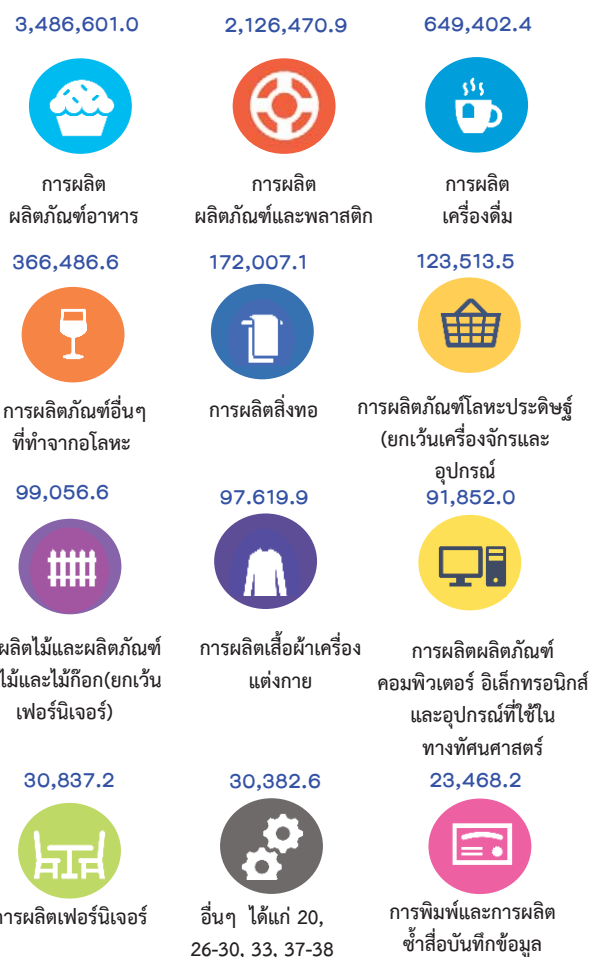 3,486,601.0 2,126,470.9 649,402.4
การผลิต การผลิต การผลิต
ผลิตภัณฑ์อาหาร ผลิตภัณฑ์และพลาสติก เครื่องดื่ม
366,486.6 172,007.1 123,513.5
การผลิตภัณฑ์อื่นๆ การผลิตสิ่งทอ การผลิตภัณฑ์โลหะประดิษฐ์
ที่ทำจากอโลหะ (ยกเว้นเครื่องจักรและ
อุปกรณ์
99,056.6 97.619.9 91,852.0
ผลิตไม้และผลิตภัณฑ์ การผลิตเสื้อผ้าเครื่อง การผลิตผลิตภัณฑ์
ไม้และไม้ก๊อก(ยกเว้น แต่งกาย คอมพิวเตอร์ อิเล็กทรอนิกส์
เฟอร์นิเจอร์) และอุปกรณ์ที่ใช้ใน
ทางทัศนศาสตร์
30,837.2 30,382.6 23,468.2
การผลิตเฟอร์นิเจอร์ อื่นๆ ได้แก่ 20, การพิมพ์และการผลิต
26-30, 33, 37-38 ซ้ำสื่อบันทึกข้อมูล